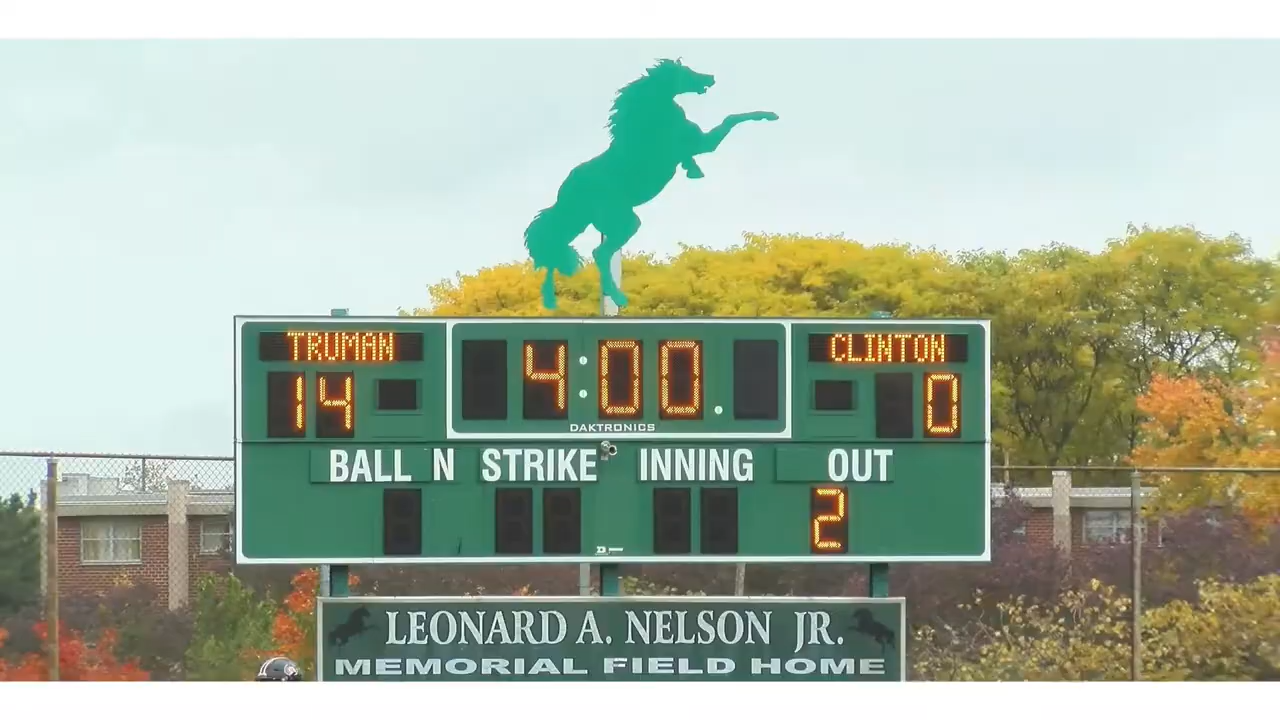 TRUMAN 4:00. CLINTON
14 0
DAKTRONICS
BALL N STRIKE INNING OUT
2
LEONARD A. NELSON JR.
MEMORIAL FIELD HOME